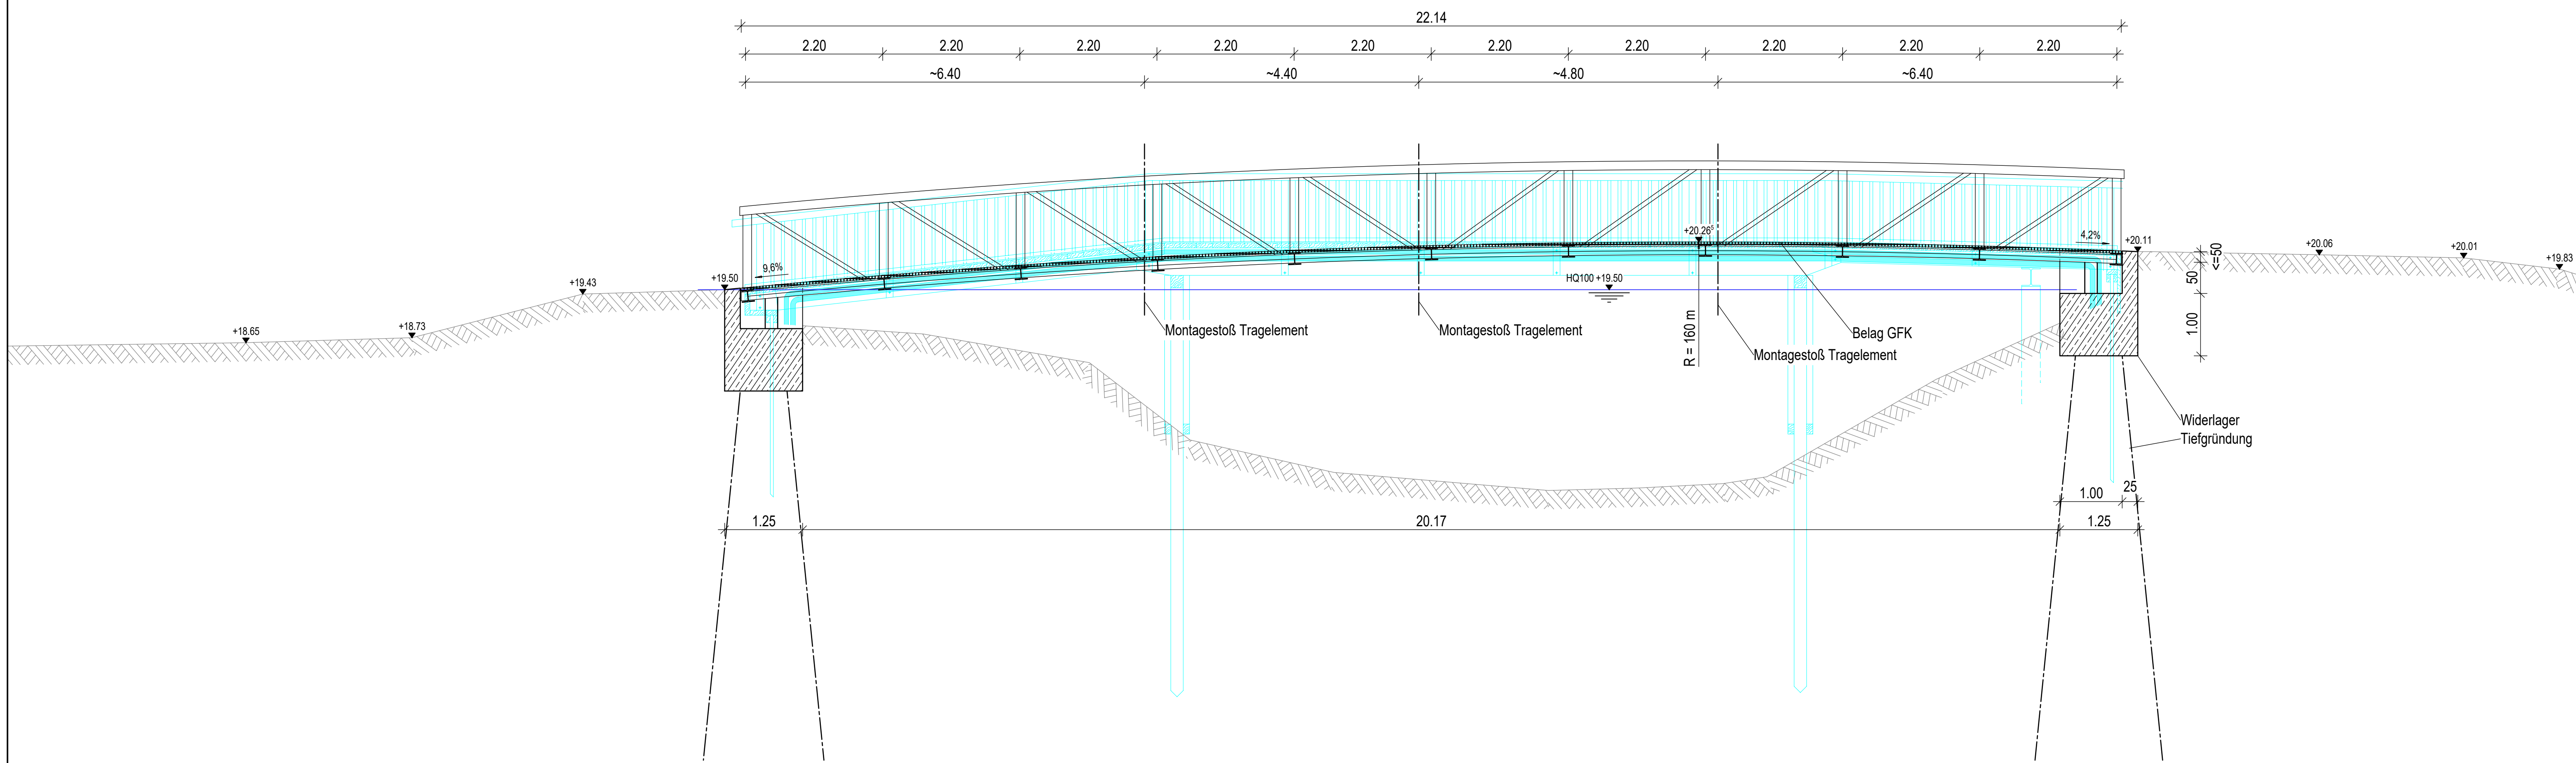 22.14
2.20 2.20 2.20 2.20 2.20 2.20 2.20 2.20 2.20 2.20
~6.40 ~4.40 ~4.80 ~6.40
+18.65
+18.73
+19.43
+19.50
9,6%
HQ100 +19.50
+20.26⁵
4,2%
+20.11
+20.06
+20.01
+19.83
<=50
50
1.00
Montagestoß Tragelement
Montagestoß Tragelement
R = 160 m
Belag GFK
Montagestoß Tragelement
Widerlager
Tiefgründung
1.00 25
1.25 20.17 1.25